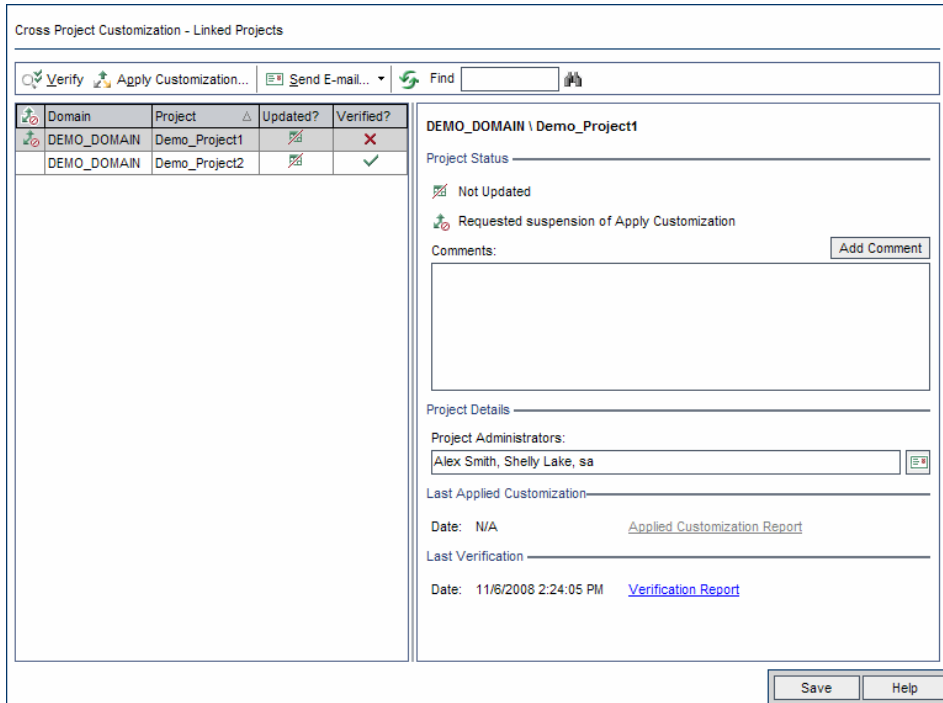 Cross Project Customization - Linked Projects
Verify Apply Customization... Send E-mail... Find
Domain Project Updated? Verified?
DEMO_DOMAIN Demo_Project1
DEMO_DOMAIN Demo_Project2
DEMO_DOMAIN \ Demo_Project1
Project Status
Not Updated
Requested suspension of Apply Customization
Comments: Add Comment
Project Details
Project Administrators:
Alex Smith, Shelly Lake, sa
Last Applied Customization
Date: N/A Applied Customization Report
Last Verification
Date: 11/6/2008 2:24:05 PM Verification Report
Save Help